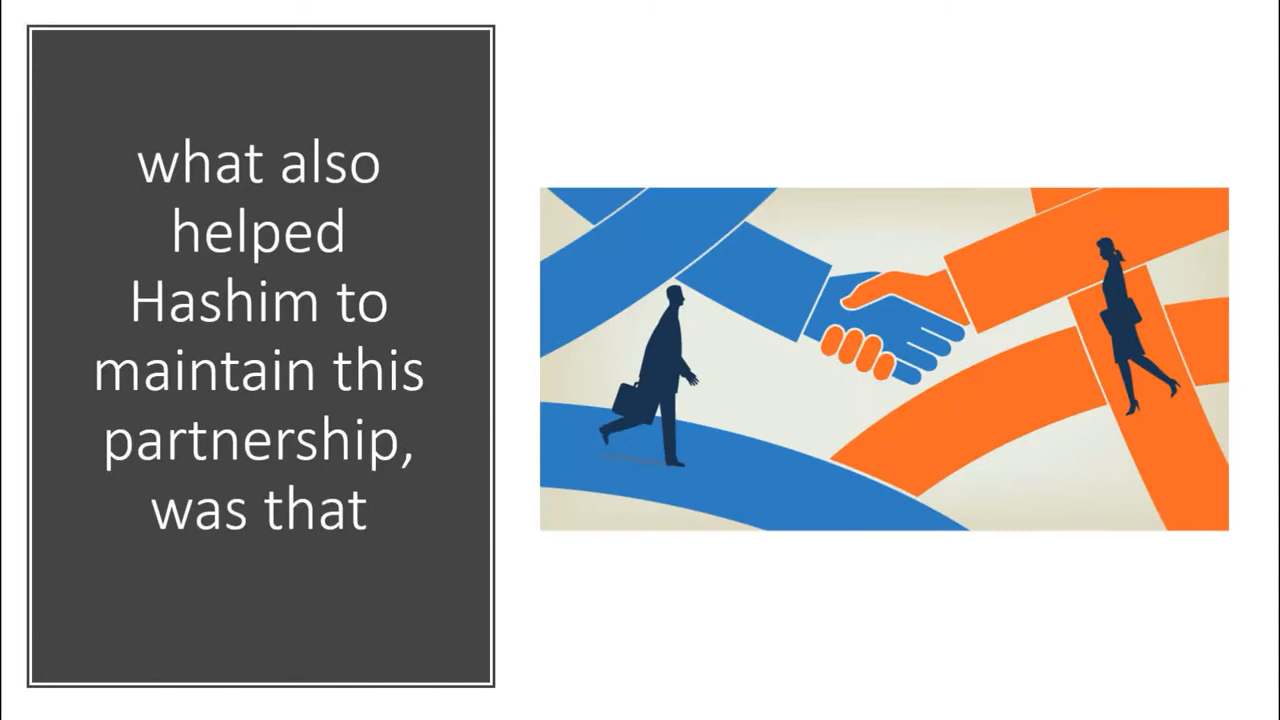 what also
helped
Hashim to
maintain this
partnership,
was that